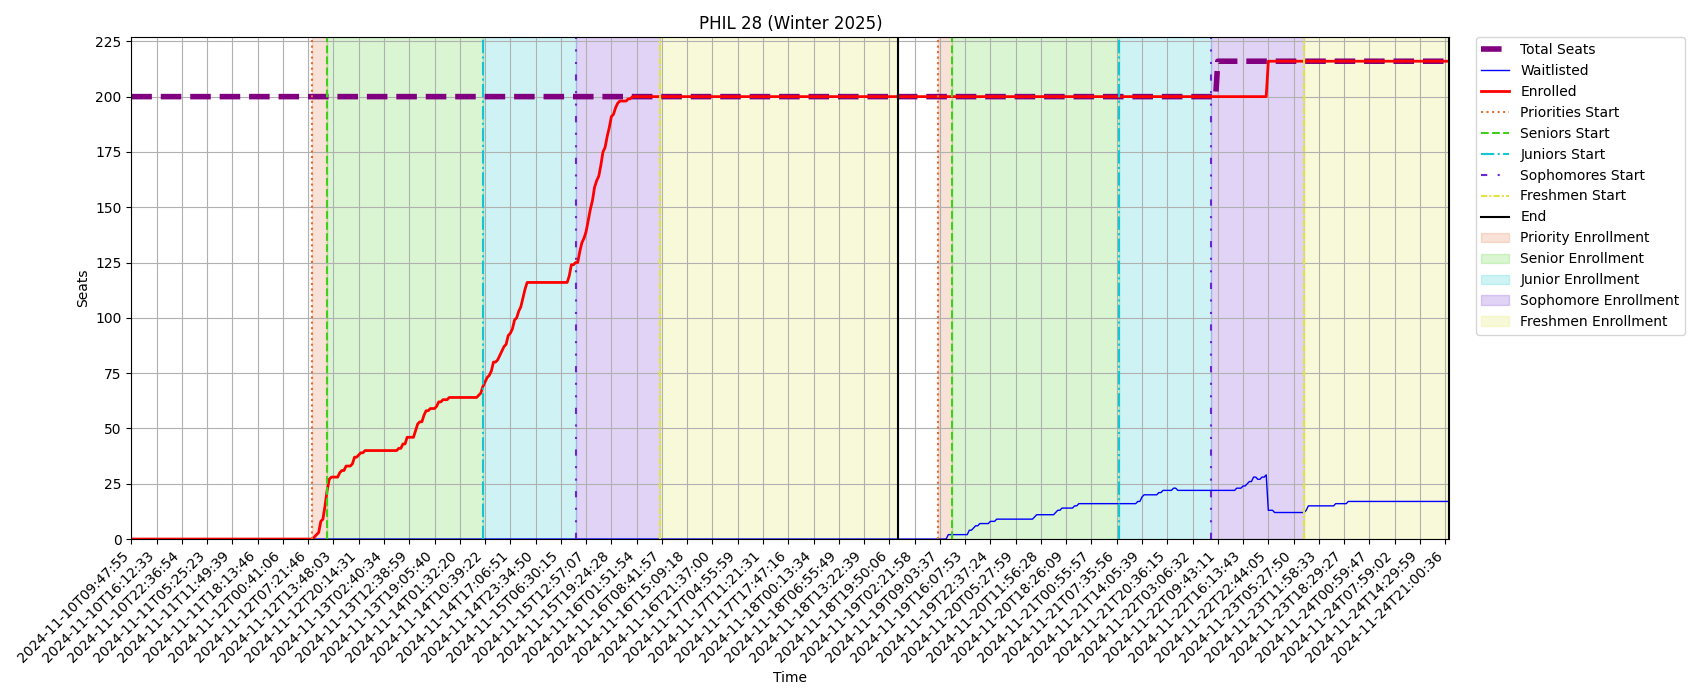 PHIL 28 (Winter 2025)
Seats
225
200
175
150
125
100
75
50
25
0
2024-11-10T09:47:55
2024-11-10T16:12:33
2024-11-10T22:36:54
2024-11-11T05:25:23
2024-11-11T11:49:39
2024-11-11T18:13:46
2024-11-12T00:41:06
2024-11-12T07:21:46
2024-11-12T13:48:03
2024-11-12T20:14:31
2024-11-13T02:40:34
2024-11-13T12:38:59
2024-11-13T19:05:40
2024-11-14T01:32:20
2024-11-14T10:39:22
2024-11-14T17:06:51
2024-11-14T23:34:50
2024-11-15T06:30:15
2024-11-15T12:57:07
2024-11-15T19:24:28
2024-11-16T01:51:54
2024-11-16T08:41:57
2024-11-16T15:09:18
2024-11-16T21:37:00
2024-11-17T04:55:59
2024-11-17T11:21:31
2024-11-17T17:47:16
2024-11-18T00:13:34
2024-11-18T06:55:49
2024-11-18T13:22:39
2024-11-18T19:50:06
2024-11-19T02:21:58
2024-11-19T09:03:37
2024-11-19T16:07:53
2024-11-19T22:37:24
2024-11-20T05:27:59
2024-11-20T11:56:28
2024-11-20T18:26:09
2024-11-21T00:55:57
2024-11-21T07:35:56
2024-11-21T14:05:39
2024-11-21T20:36:15
2024-11-22T03:06:32
2024-11-22T09:43:11
2024-11-22T16:13:43
2024-11-22T22:44:05
2024-11-23T05:27:50
2024-11-23T11:58:33
2024-11-23T18:29:27
2024-11-24T00:59:47
2024-11-24T07:59:02
2024-11-24T14:29:59
2024-11-24T21:00:36
Time
Total Seats
Waitlisted
Enrolled
Priorities Start
Seniors Start
Juniors Start
Sophomores Start
Freshmen Start
End
Priority Enrollment
Senior Enrollment
Junior Enrollment
Sophomore Enrollment
Freshmen Enrollment